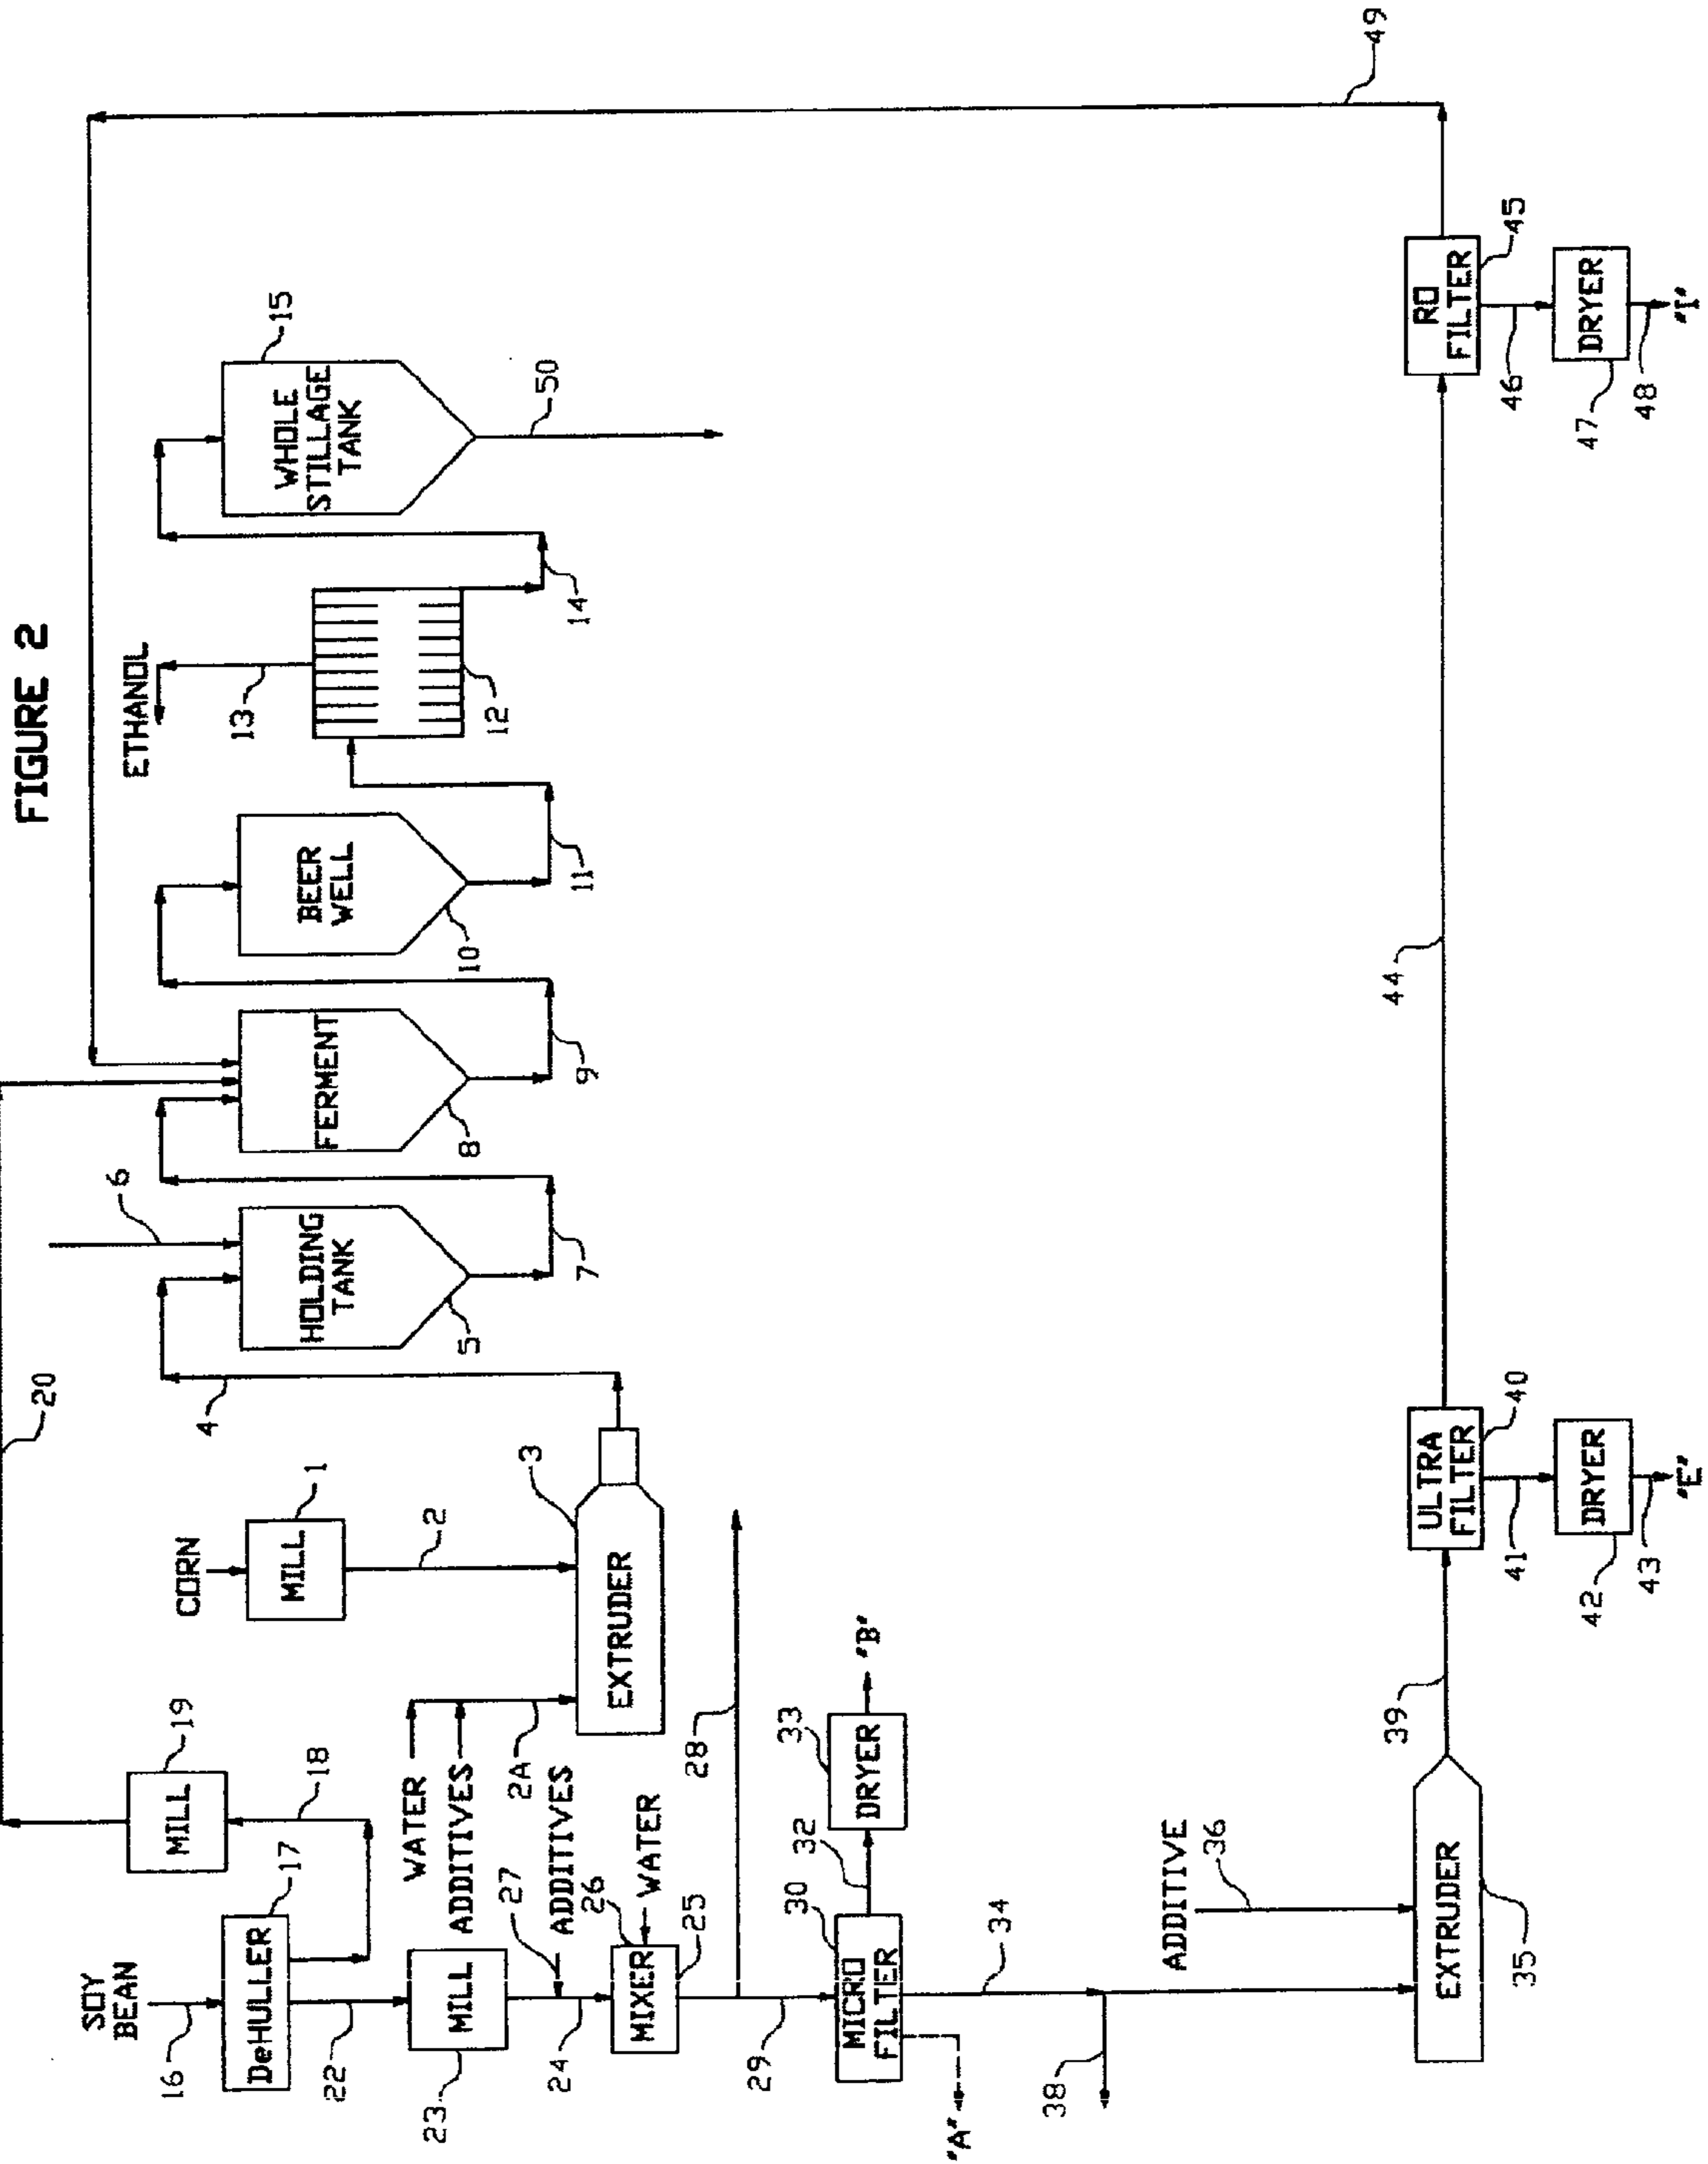 FIGURE 2
49
20
6
ETHANOL
13
15
WHOLE
STILLAGE
TANK
50
14
12
BEER
WELL
10
11
FERMENT
8
9
HOLDING
TANK
5
7
4
CORN
1
MILL
2
3
EXTRUDER
WATER
ADDITIVES
2A
19
MILL
18
SOY
BEAN
16
17
DeHULLER
22
MILL
23
27
ADDITIVES
24
26
WATER
MIXER
25
28
29
30
MICRO
FILTER
32
33
DRYER
"B"
"A"
34
38
ADDITIVE
36
EXTRUDER
35
39
ULTRA
FILTER
40
41
DRYER
42
43
"E"
44
RO
FILTER
45
46
DRYER
47
48
"I"